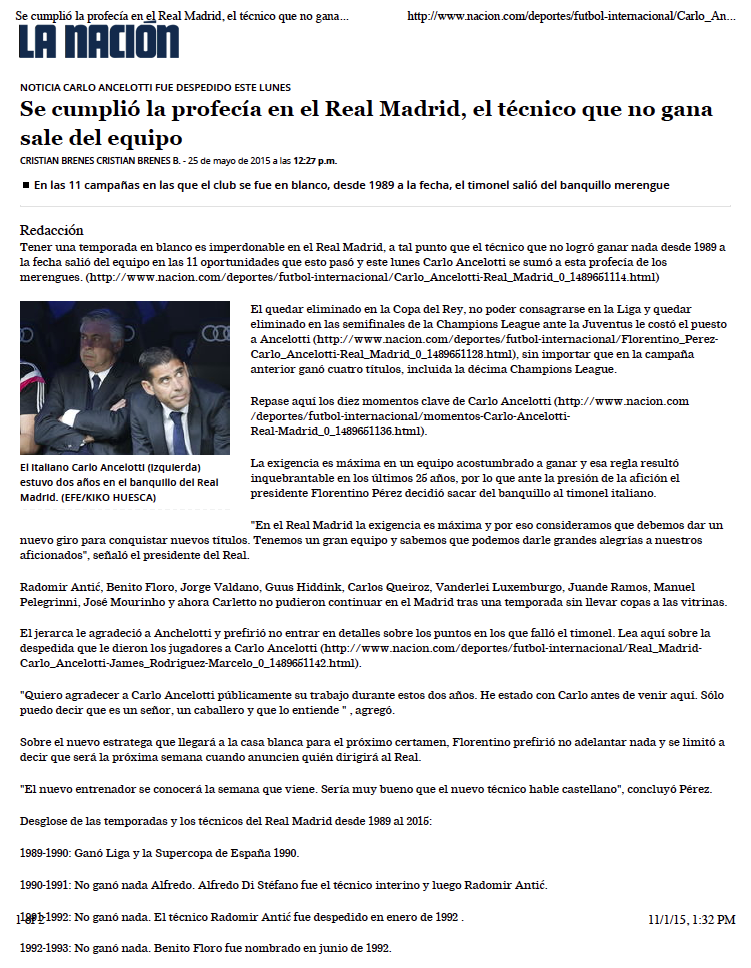 Se cumplió la profecía en el Real Madrid, el técnico que no gana...
http://www.nacion.com/deportes/futbol-internacional/Carlo_An...
LA NACIÓN
NOTICIA CARLO ANCELOTTI FUE DESPEDIDO ESTE LUNES
Se cumplió la profecía en el Real Madrid, el técnico que no gana
sale del equipo
CRISTIAN BRENES CRISTIAN BRENES B. - 25 de mayo de 2015 a las 12:27 p.m.
■ En las 11 campañas en las que el club se fue en blanco, desde 1989 a la fecha, el timonel salió del banquillo merengue
Redacción
Tener una temporada en blanco es imperdonable en el Real Madrid, a tal punto que el técnico que no logró ganar nada desde 1989 a
la fecha salió del equipo en las 11 oportunidades que esto pasó y este lunes Carlo Ancelotti se sumó a esta profecía de los
merengues. (http://www.nacion.com/deportes/futbol-internacional/Carlo_Ancelotti-Real_Madrid_0_1489651114.html)
El quedar eliminado en la Copa del Rey, no poder consagrarse en la Liga y quedar
eliminado en las semifinales de la Champions League ante la Juventus le costó el puesto
a Ancelotti (http://www.nacion.com/deportes/futbol-internacional/Florentino_Perez-
Carlo_Ancelotti-Real_Madrid_0_1489651128.html), sin importar que en la campaña
anterior ganó cuatro títulos, incluida la décima Champions League.
Repase aquí los diez momentos clave de Carlo Ancelotti (http://www.nacion.com
/deportes/futbol-internacional/momentos-Carlo-Ancelotti-
Real-Madrid_0_1489651136.html).
El italiano Carlo Ancelotti (izquierda)
estuvo dos años en el banquillo del Real
Madrid. (EFE/KIKO HUESCA)
La exigencia es máxima en un equipo acostumbrado a ganar y esa regla resultó
inquebrantable en los últimos 25 años, por lo que ante la presión de la afición el
presidente Florentino Pérez decidió sacar del banquillo al timonel italiano.
"En el Real Madrid la exigencia es máxima y por eso consideramos que debemos dar un
nuevo giro para conquistar nuevos títulos. Tenemos un gran equipo y sabemos que podemos darle grandes alegrías a nuestros
aficionados", señaló el presidente del Real.
Radomir Antić, Benito Floro, Jorge Valdano, Guus Hiddink, Carlos Queiroz, Vanderlei Luxemburgo, Juande Ramos, Manuel
Pelegrinni, José Mourinho y ahora Carletto no pudieron continuar en el Madrid tras una temporada sin llevar copas a las vitrinas.
El jerarca le agradeció a Anchelotti y prefirió no entrar en detalles sobre los puntos en los que falló el timonel. Lea aquí sobre la
despedida que le dieron los jugadores a Carlo Ancelotti (http://www.nacion.com/deportes/futbol-internacional/Real_Madrid-
Carlo_Ancelotti-James_Rodriguez-Marcelo_0_1489651142.html).
"Quiero agradecer a Carlo Ancelotti públicamente su trabajo durante estos dos años. He estado con Carlo antes de venir aquí. Sólo
puedo decir que es un señor, un caballero y que lo entiende " , agregó.
Sobre el nuevo estratega que llegará a la casa blanca para el próximo certamen, Florentino prefirió no adelantar nada y se limitó a
decir que será la próxima semana cuando anuncien quién dirigirá al Real.
"El nuevo entrenador se conocerá la semana que viene. Sería muy bueno que el nuevo técnico hable castellano", concluyó Pérez.
Desglose de las temporadas y los técnicos del Real Madrid desde 1989 al 2015:
1989-1990: Ganó Liga y la Supercopa de España 1990.
1990-1991: No ganó nada Alfredo. Alfredo Di Stéfano fue el técnico interino y luego Radomir Antić.
1991-1992: No ganó nada. El técnico Radomir Antić fue despedido en enero de 1992 .
1 of 2
11/1/15, 1:32 PM
1992-1993: No ganó nada. Benito Floro fue nombrado en junio de 1992.